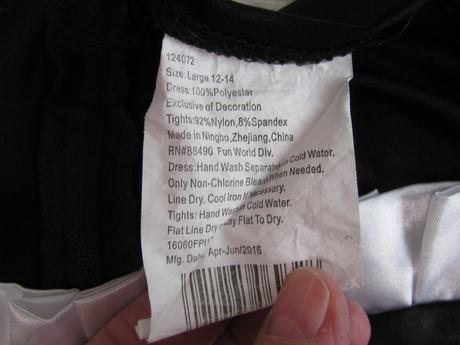 124072
Size: Large 12-14
Dress:100%Polyester
Exclusive of Decoration
Tights:92%Nylon,8%Spandex
Made in Ningbo,Zhejiang,China
RN#88490 Fun World Div.
Dress:Hand Wash Separately in Cold Water.
Only Non-Chlorine Bleach When Needed.
Line Dry. Cool Iron If Necessary.
Tights: Hand Wash in Cold Water.
Flat Line Dry Lay Flat To Dry.
Mfg. Date Apr-Jun/2016